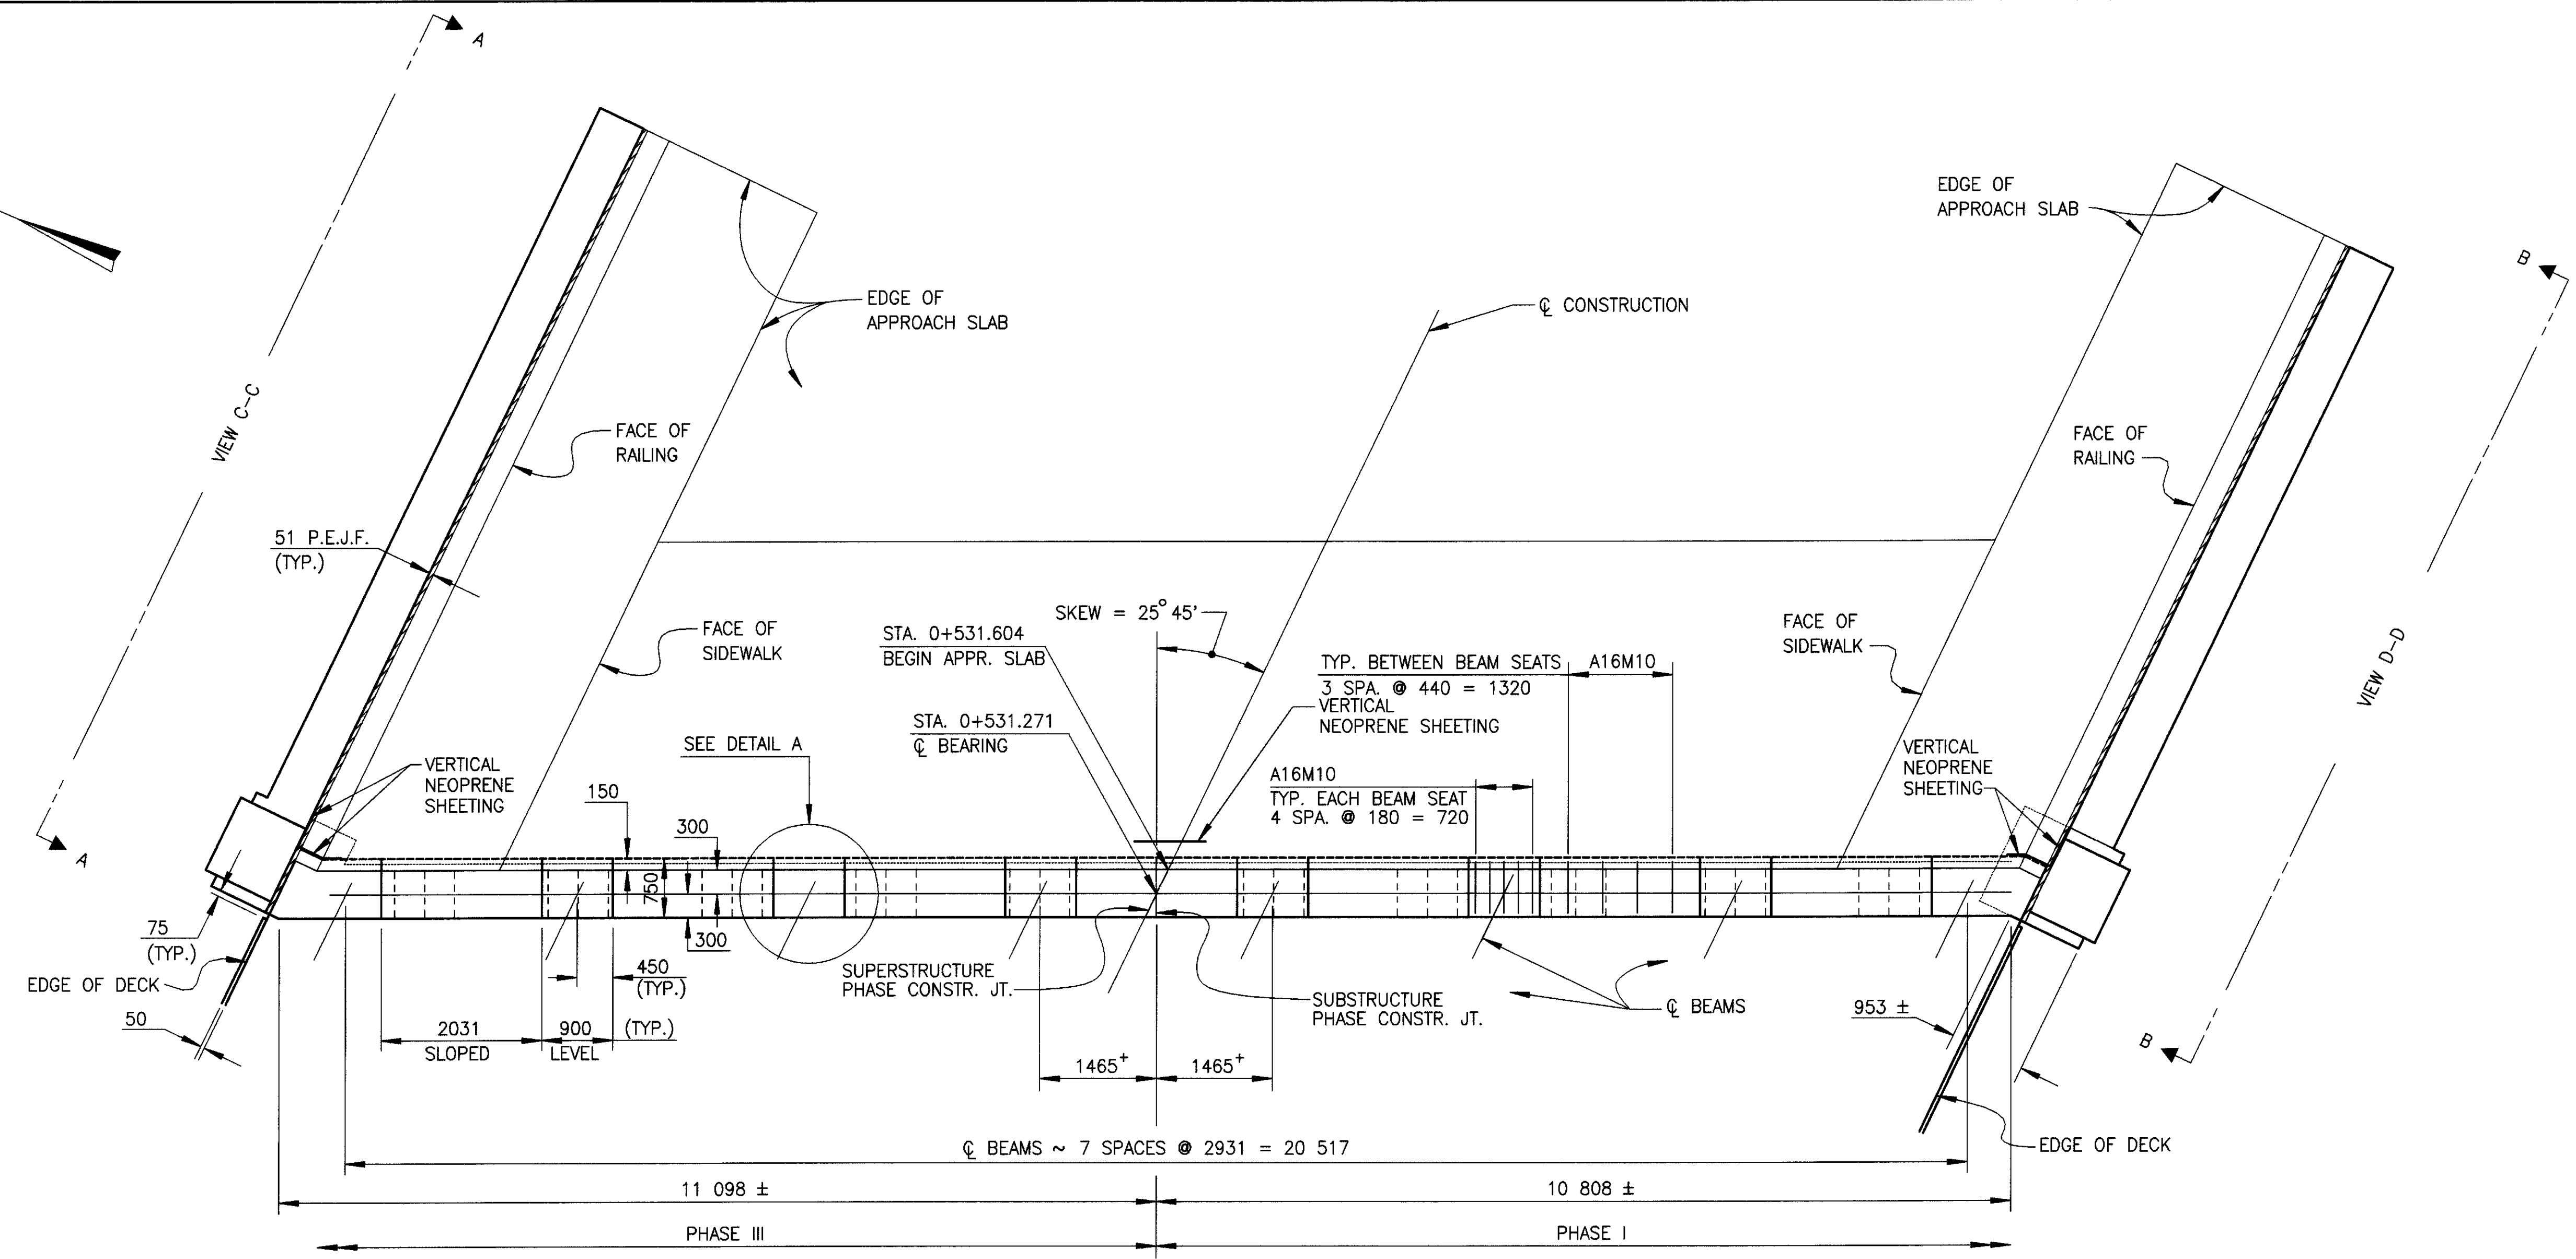 A
EDGE OF
APPROACH SLAB
B
EDGE OF
APPROACH SLAB
℄ CONSTRUCTION
VIEW C-C
FACE OF
RAILING
FACE OF
RAILING
51 P.E.J.F.
(TYP.)
SKEW = 25° 45'
FACE OF
SIDEWALK
STA. 0+531.604
BEGIN APPR. SLAB
FACE OF
SIDEWALK
VIEW D-D
TYP. BETWEEN BEAM SEATS
3 SPA. @ 440 = 1320
A16M10
VERTICAL
NEOPRENE SHEETING
STA. 0+531.271
℄ BEARING
SEE DETAIL A
VERTICAL
NEOPRENE
SHEETING
VERTICAL
NEOPRENE
SHEETING
A16M10
TYP. EACH BEAM SEAT
4 SPA. @ 180 = 720
150
300
A
750
300
75
(TYP.)
EDGE OF DECK
450
(TYP.)
SUPERSTRUCTURE
PHASE CONSTR. JT.
SUBSTRUCTURE
PHASE CONSTR. JT.
℄ BEAMS
953 ±
50
2031
SLOPED
900
LEVEL
(TYP.)
B
1465+
1465+
EDGE OF DECK
℄ BEAMS ~ 7 SPACES @ 2931 = 20 517
11 098 ±
10 808 ±
PHASE III
PHASE I